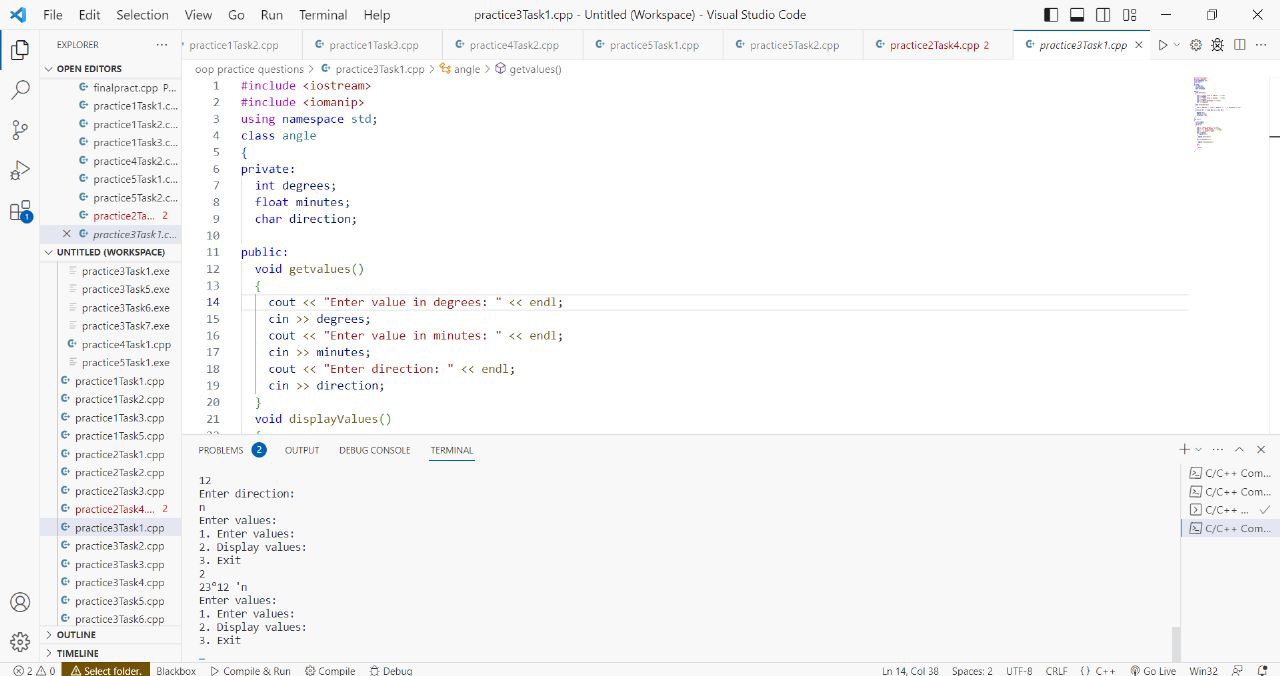 File Edit Selection View Go Run Terminal Help practice3Task1.cpp - Untitled (Workspace) - Visual Studio Code
EXPLORER
practice1Task2.cpp practice1Task3.cpp practice4Task2.cpp practice5Task1.cpp practice5Task2.cpp practice2Task4.cpp 2 practice3Task1.cpp
OPEN EDITORS
finalpract.cpp P...
practice1Task1.c...
practice1Task2.c...
practice1Task3.c...
practice4Task2.c...
practice5Task1.c...
practice5Task2.c...
practice2Ta... 2
practice3Task1.c...
UNTITLED (WORKSPACE)
practice3Task1.exe
practice3Task5.exe
practice3Task6.exe
practice3Task7.exe
practice4Task1.cpp
practice5Task1.exe
practice1Task1.cpp
practice1Task2.cpp
practice1Task3.cpp
practice1Task5.cpp
practice2Task1.cpp
practice2Task2.cpp
practice2Task3.cpp
practice2Task4.... 2
practice3Task1.cpp
practice3Task2.cpp
practice3Task3.cpp
practice3Task4.cpp
practice3Task5.cpp
practice3Task6.cpp
OUTLINE
TIMELINE
1
oop practice questions > practice3Task1.cpp > angle > getvalues()
1 #include <iostream>
2 #include <iomanip>
3 using namespace std;
4 class angle
5 {
6 private:
7 int degrees;
8 float minutes;
9 char direction;
10
11 public:
12 void getvalues()
13 {
14 cout << "Enter value in degrees: " << endl;
15 cin >> degrees;
16 cout << "Enter value in minutes: " << endl;
17 cin >> minutes;
18 cout << "Enter direction: " << endl;
19 cin >> direction;
20 }
21 void displayValues()
PROBLEMS 2 OUTPUT DEBUG CONSOLE TERMINAL
12
Enter direction:
n
Enter values:
1. Enter values:
2. Display values:
3. Exit
2
23°12 'n
Enter values:
1. Enter values:
2. Display values:
3. Exit
C/C++ Com...
C/C++ Com...
C/C++ ...
C/C++ Com...
2 0 Select folder. Blackbox Compile & Run Compile Debug Ln 14, Col 38 Spaces: 2 UTF-8 CRLF {} C++ Go Live Win32